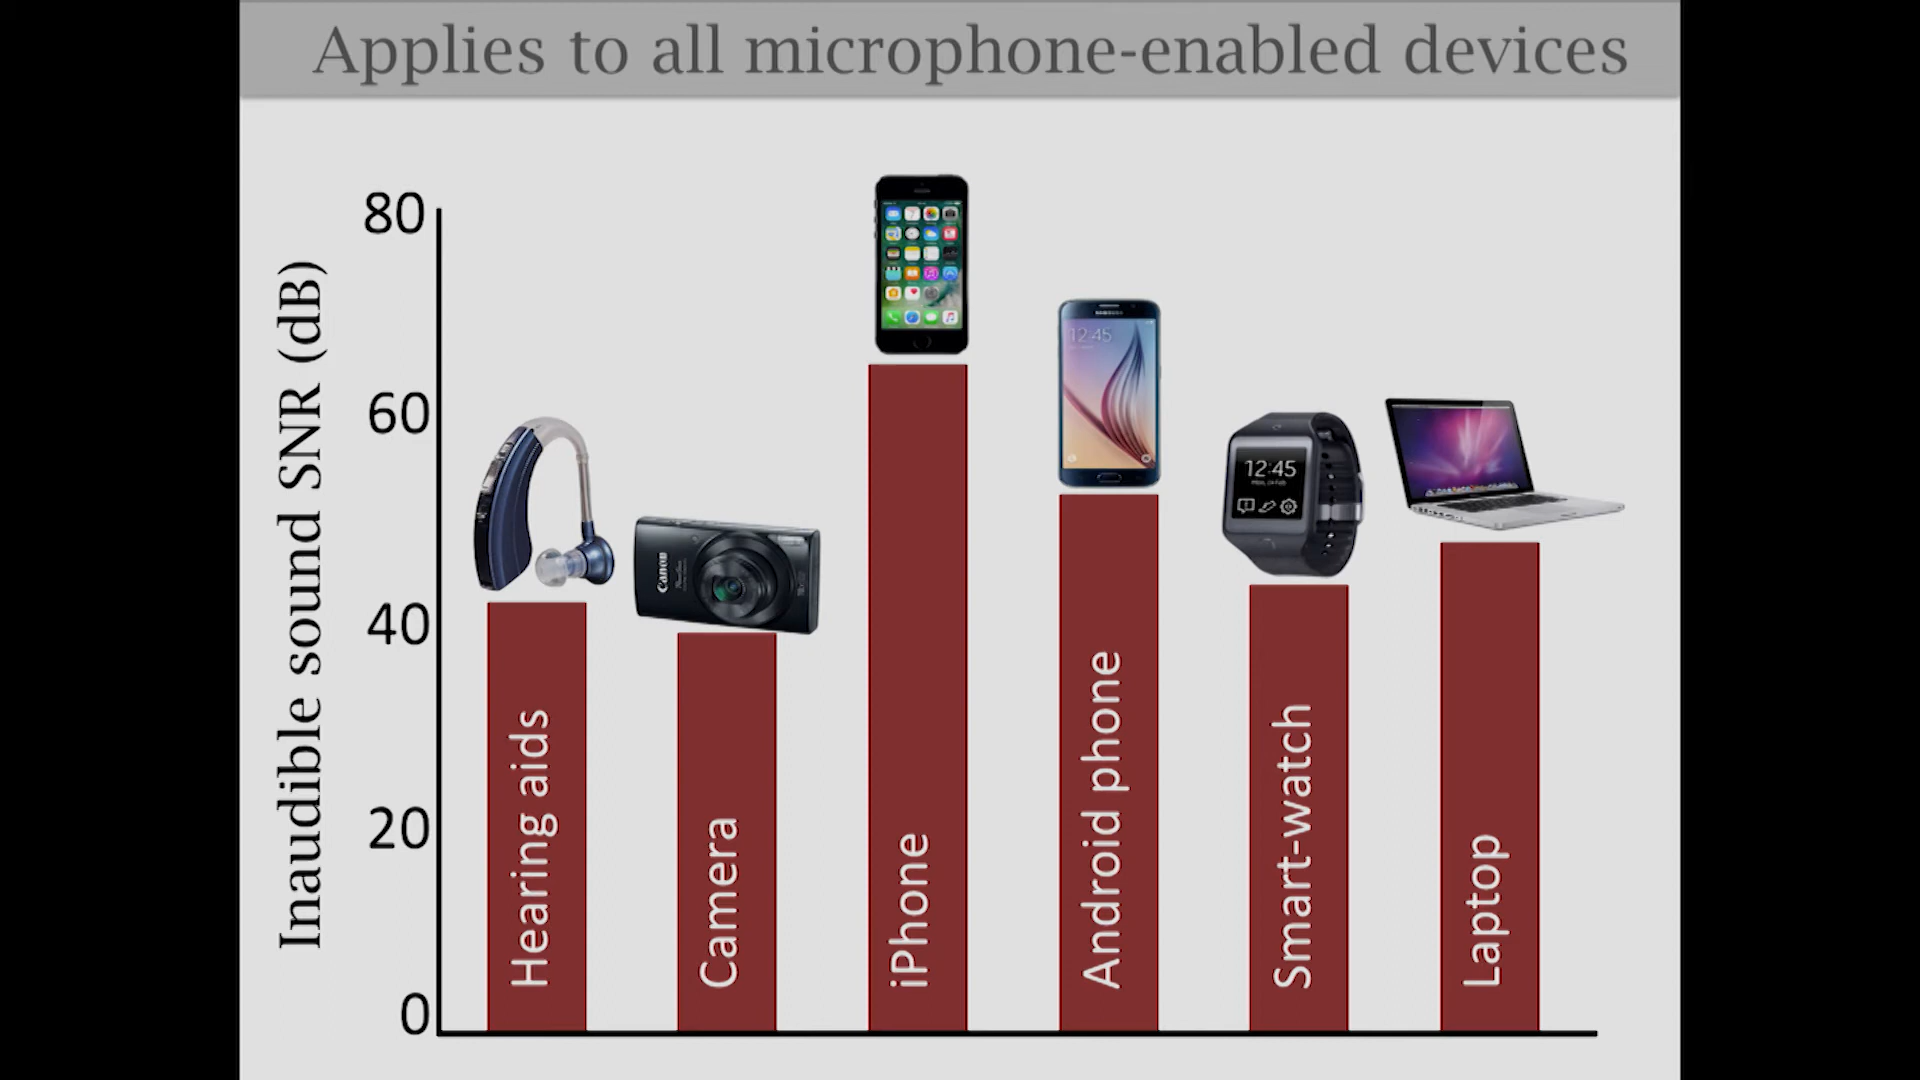 Applies to all microphone-enabled devices
Inaudible sound SNR (dB)
80
60
40
20
0
Hearing aids
Camera
iPhone
Android phone
Smart-watch
Laptop
Canon
SAMSUNG
12:45
12:45